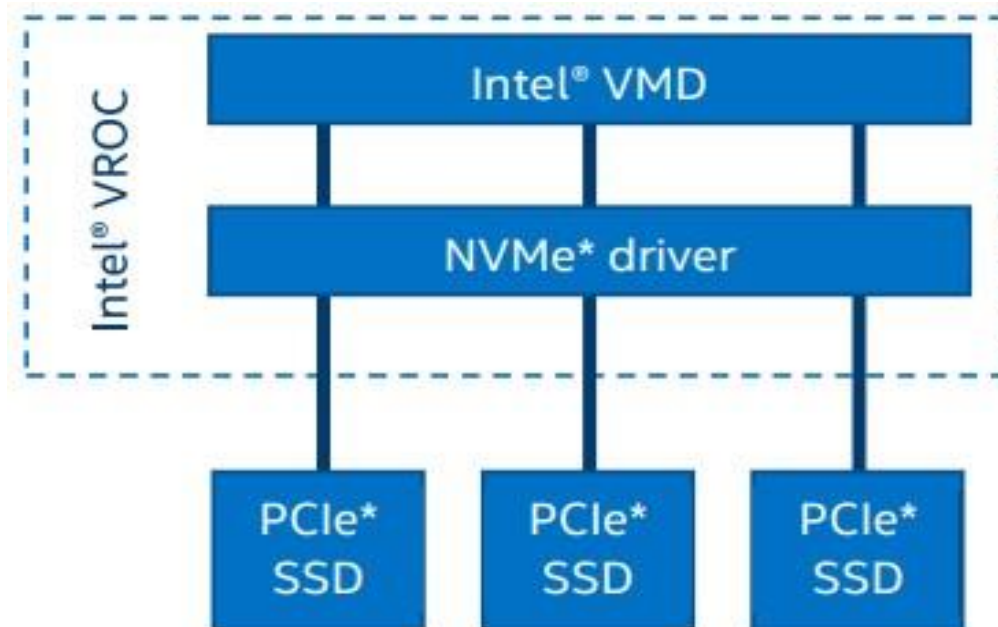 Intel® VROC
Intel® VMD
NVMe* driver
PCIe*
SSD
PCIe*
SSD
PCIe*
SSD